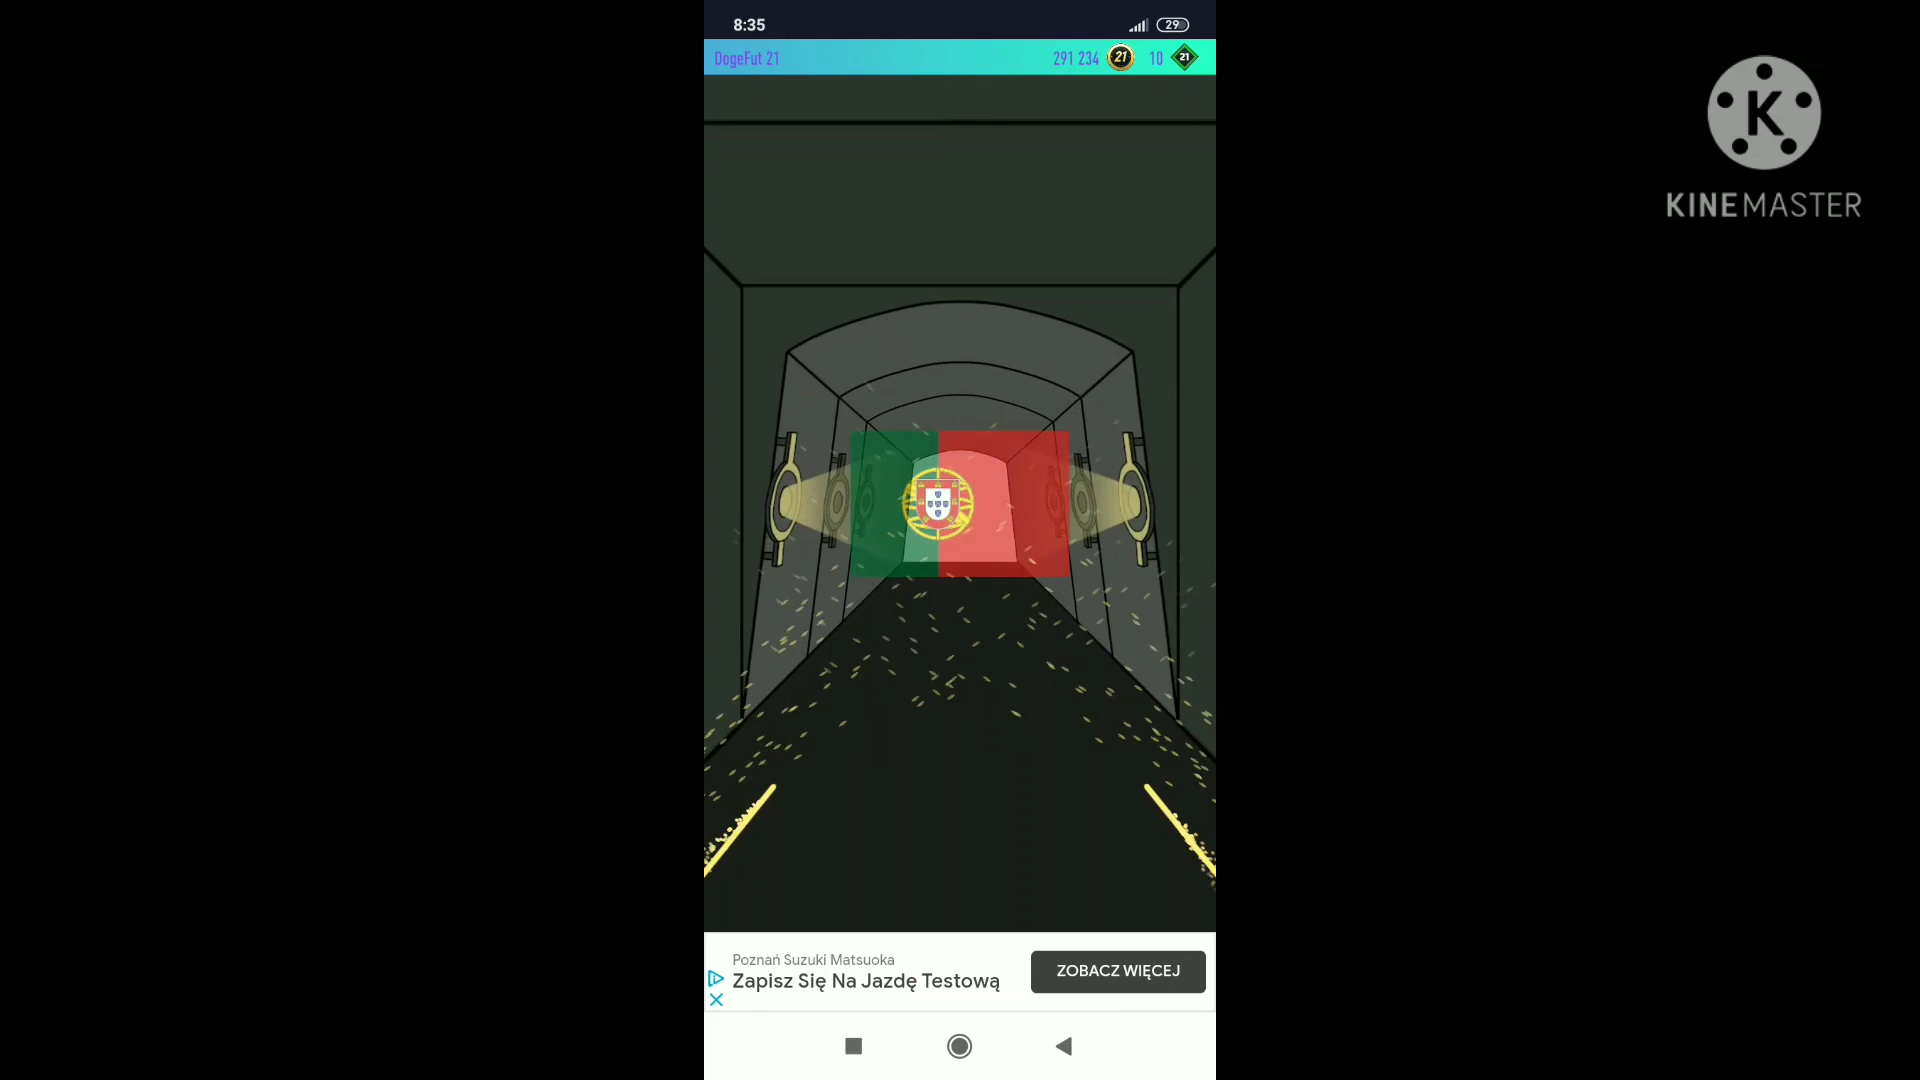 8:35
29
DogeFut 21
291 234
21
10
21
KINEMASTER
Poznań Suzuki Matsuoka
Zapisz Się Na Jazdę Testową
ZOBACZ WIĘCEJ